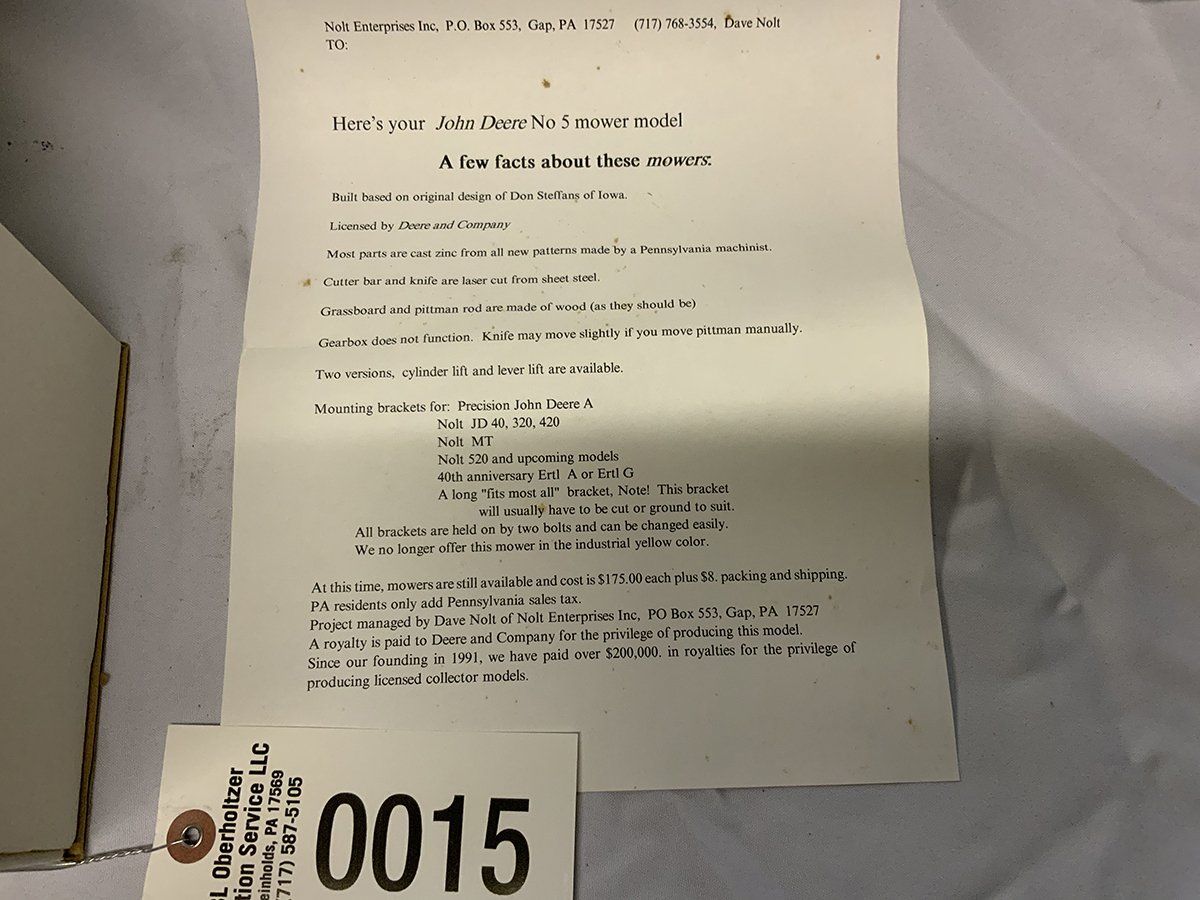 Nolt Enterprises Inc, P.O. Box 553, Gap, PA 17527 (717) 768-3554, Dave Nolt
TO:
Here's your John Deere No 5 mower model
A few facts about these mowers:
Built based on original design of Don Steffans of Iowa.
Licensed by Deere and Company
Most parts are cast zinc from all new patterns made by a Pennsylvania machinist.
Cutter bar and knife are laser cut from sheet steel.
Grassboard and pittman rod are made of wood (as they should be)
Gearbox does not function. Knife may move slightly if you move pittman manually.
Two versions, cylinder lift and lever lift are available.
Mounting brackets for: Precision John Deere A
Nolt JD 40, 320, 420
Nolt MT
Nolt 520 and upcoming models
40th anniversary Ertl A or Ertl G
A long "fits most all" bracket, Note! This bracket
will usually have to be cut or ground to suit.
All brackets are held on by two bolts and can be changed easily.
We no longer offer this mower in the industrial yellow color.
At this time, mowers are still available and cost is $175.00 each plus $8. packing and shipping.
PA residents only add Pennsylvania sales tax.
Project managed by Dave Nolt of Nolt Enterprises Inc, PO Box 553, Gap, PA 17527
A royalty is paid to Deere and Company for the privilege of producing this model.
Since our founding in 1991, we have paid over $200,000. in royalties for the privilege of
producing licensed collector models.
L Oberholtzer
tion Service LLC
einholds, PA 17569
717) 587-5105
0015